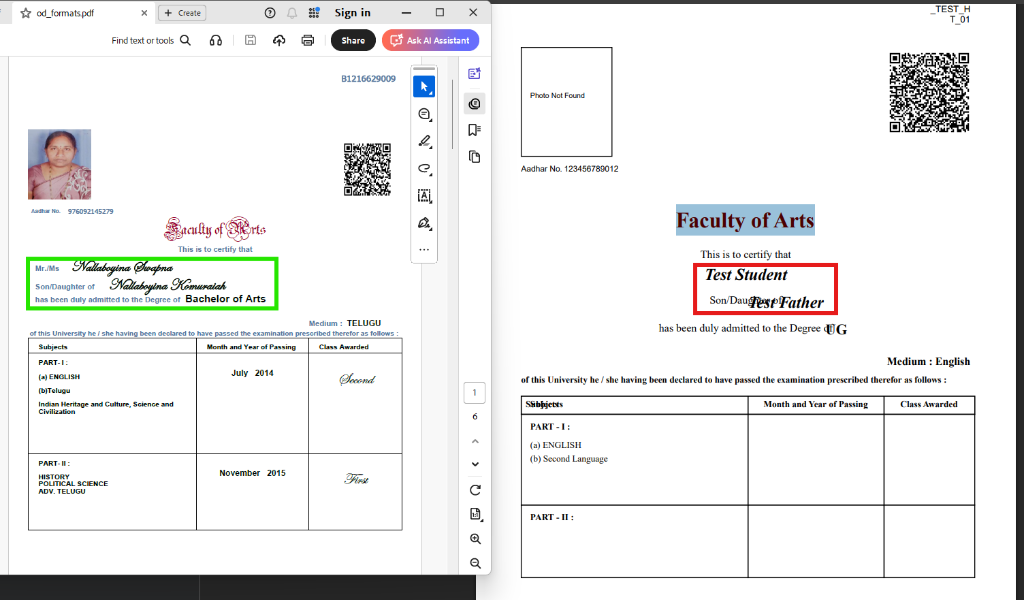 od_formats.pdf
Create
Sign in
Find text or tools
Share
Ask AI Assistant
B1216629009
Aadhar No. 976092145279
Faculty of Arts
This is to certify that
Mr./Ms Nallaboyina Swapna
Son/Daughter of Nallaboyina Komuraiah
has been duly admitted to the Degree of Bachelor of Arts
Medium : TELUGU
of this University he / she having been declared to have passed the examination prescribed therefor as follows :
Subjects Month and Year of Passing Class Awarded
PART- I :
(a) ENGLISH
(b)Telugu
Indian Heritage and Culture, Science and
Civilization
July 2014
Second
PART- II :
HISTORY
POLITICAL SCIENCE
ADV. TELUGU
November 2015
First
1
6
_TEST_H
T_01
Photo Not Found
Aadhar No. 123456789012
Faculty of Arts
This is to certify that
Test Student
Son/Daughter of Test Father
has been duly admitted to the Degree of UG
Medium : English
of this University he / she having been declared to have passed the examination prescribed therefor as follows :
Subjects Month and Year of Passing Class Awarded
PART - I :
(a) ENGLISH
(b) Second Language
PART - II :